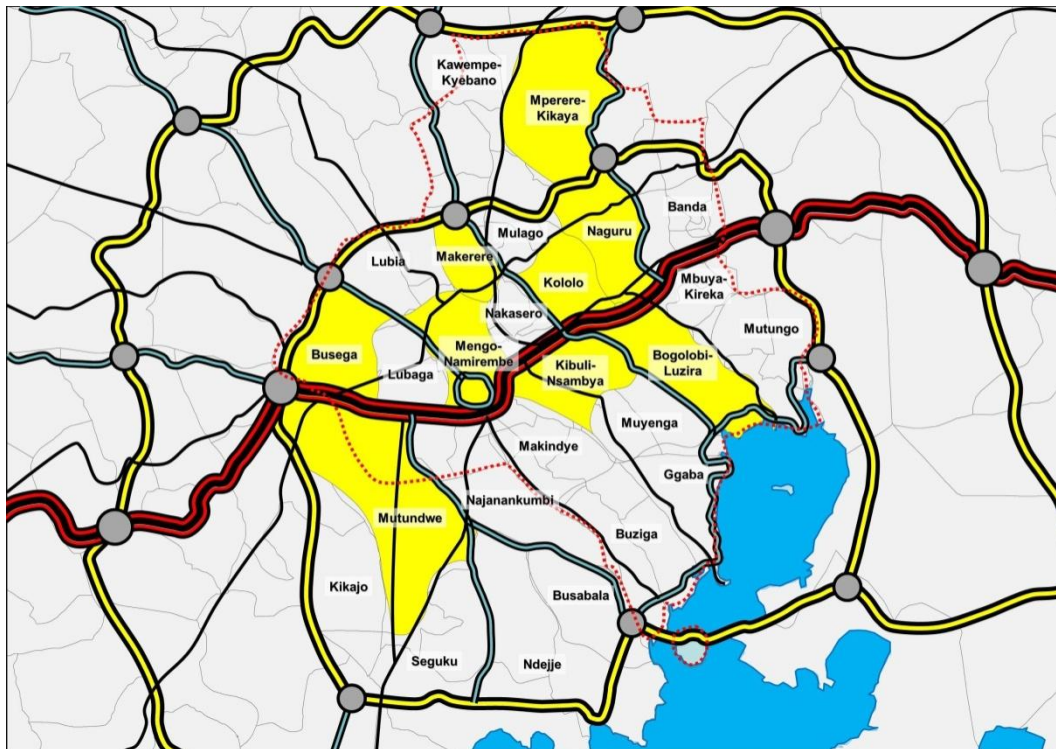 Kawempe-
Kyebano
Mperere-
Kikaya
Banda
Mulago
Naguru
Lubia
Makerere
Kololo
Mbuya-
Kireka
Nakasero
Mutungo
Busega
Mengo-
Namirembe
Lubaga
Kibuli-
Nsambya
Bogolobi-
Luzira
Muyenga
Makindye
Ggaba
Najanankumbi
Mutundwe
Buziga
Kikajo
Busabala
Seguku
Ndejje